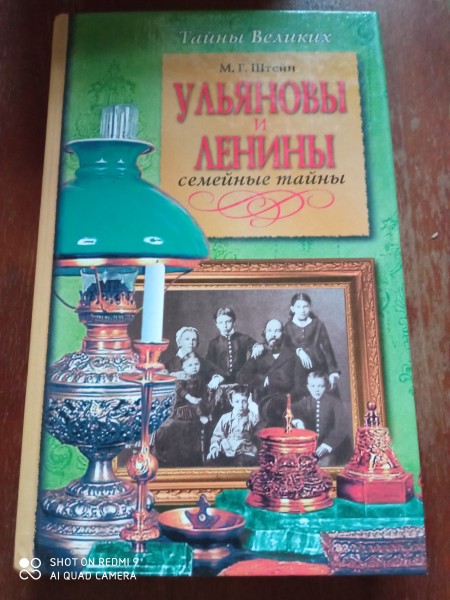 Тайны Великих
М. Г. Штейн
УЛЬЯНОВЫ
И
ЛЕНИНЫ
семейные тайны
SHOT ON REDMI 9
AI QUAD CAMERA